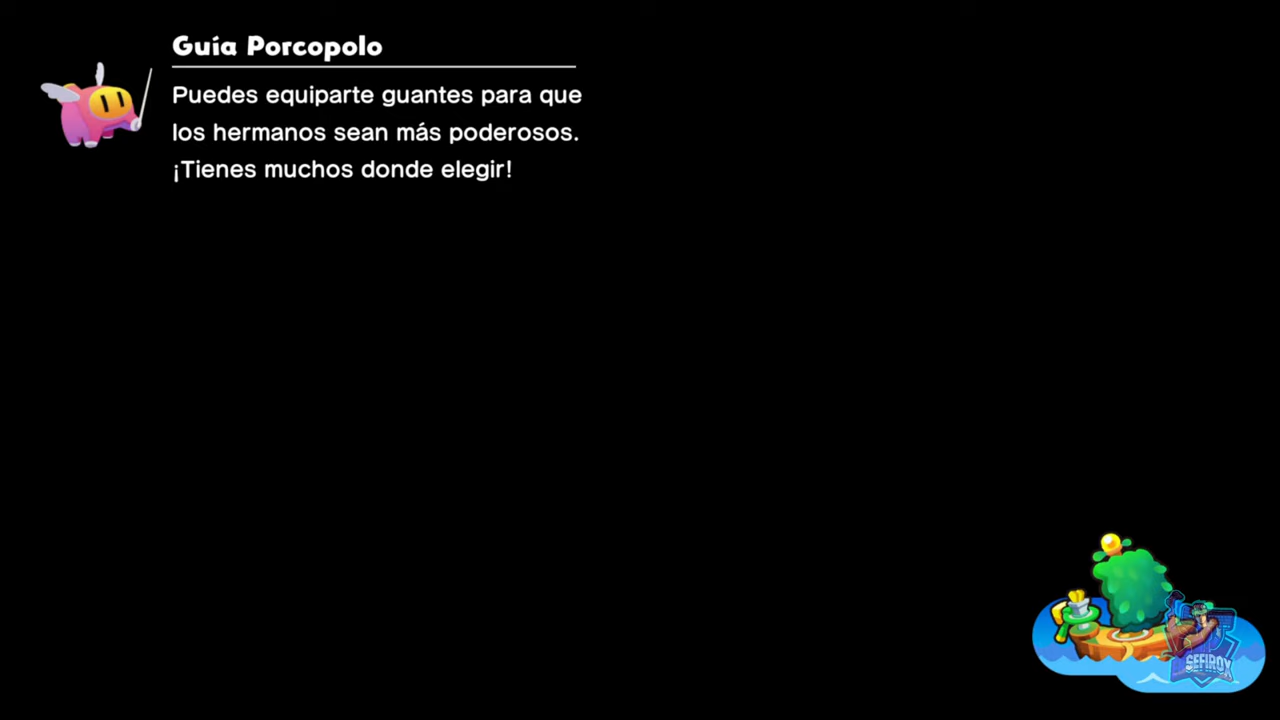 Guía Porcopolo
Puedes equiparte guantes para que
los hermanos sean más poderosos.
¡Tienes muchos donde elegir!
SEFIROX